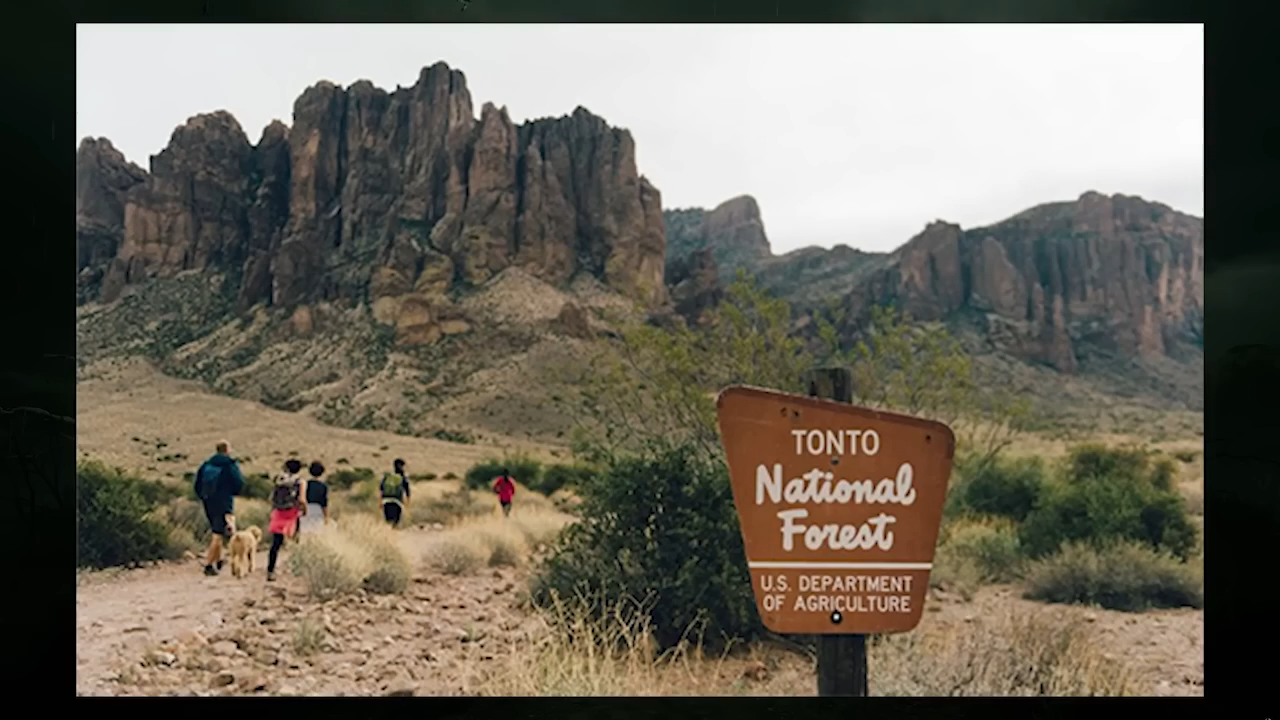 TONTO
National
Forest
U.S. DEPARTMENT
OF AGRICULTURE